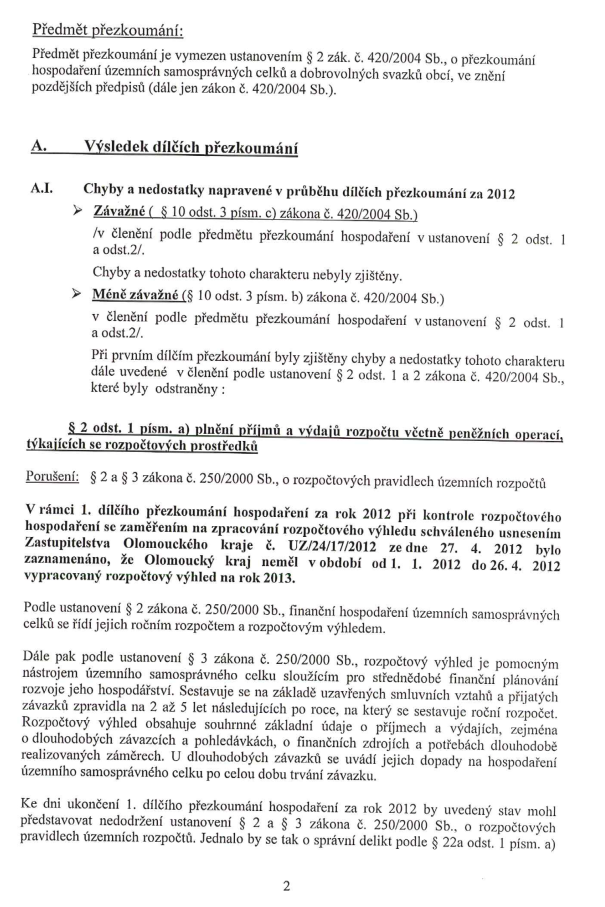 Předmět přezkoumání:
Předmět přezkoumání je vymezen ustanovením § 2 zák. č. 420/2004 Sb., o přezkoumání
hospodaření územních samosprávných celků a dobrovolných svazků obcí, ve znění
pozdějších předpisů (dále jen zákon č. 420/2004 Sb.).
A. Výsledek dílčích přezkoumání
A.I. Chyby a nedostatky napravené v průběhu dílčích přezkoumání za 2012
➢ Závažné ( § 10 odst. 3 písm. c) zákona č. 420/2004 Sb.)
/v členění podle předmětu přezkoumání hospodaření v ustanovení § 2 odst. 1
a odst.2/.
Chyby a nedostatky tohoto charakteru nebyly zjištěny.
➢ Méně závažné (§ 10 odst. 3 písm. b) zákona č. 420/2004 Sb.)
v členění podle předmětu přezkoumání hospodaření v ustanovení § 2 odst. 1
a odst.2/.
Při prvním dílčím přezkoumání byly zjištěny chyby a nedostatky tohoto charakteru
dále uvedené v členění podle ustanovení § 2 odst. 1 a 2 zákona č. 420/2004 Sb.,
které byly odstraněny :
§ 2 odst. 1 písm. a) plnění příjmů a výdajů rozpočtu včetně peněžních operací,
týkajících se rozpočtových prostředků
Porušení: § 2 a § 3 zákona č. 250/2000 Sb., o rozpočtových pravidlech územních rozpočtů
V rámci 1. dílčího přezkoumání hospodaření za rok 2012 při kontrole rozpočtového
hospodaření se zaměřením na zpracování rozpočtového výhledu schváleného usnesením
Zastupitelstva Olomouckého kraje č. UZ/24/17/2012 ze dne 27. 4. 2012 bylo
zaznamenáno, že Olomoucký kraj neměl v období od 1. 1. 2012 do 26. 4. 2012
vypracovaný rozpočtový výhled na rok 2013.
Podle ustanovení § 2 zákona č. 250/2000 Sb., finanční hospodaření územních samosprávných
celků se řídí jejich ročním rozpočtem a rozpočtovým výhledem.
Dále pak podle ustanovení § 3 zákona č. 250/2000 Sb., rozpočtový výhled je pomocným
nástrojem územního samosprávného celku sloužícím pro střednědobé finanční plánování
rozvoje jeho hospodářství. Sestavuje se na základě uzavřených smluvních vztahů a přijatých
závazků zpravidla na 2 až 5 let následujících po roce, na který se sestavuje roční rozpočet.
Rozpočtový výhled obsahuje souhrnné základní údaje o příjmech a výdajích, zejména
o dlouhodobých závazcích a pohledávkách, o finančních zdrojích a potřebách dlouhodobě
realizovaných záměrech. U dlouhodobých závazků se uvádí jejich dopady na hospodaření
územního samosprávného celku po celou dobu trvání závazku.
Ke dni ukončení 1. dílčího přezkoumání hospodaření za rok 2012 by uvedený stav mohl
představovat nedodržení ustanovení § 2 a § 3 zákona č. 250/2000 Sb., o rozpočtových
pravidlech územních rozpočtů. Jednalo by se tak o správní delikt podle § 22a odst. 1 písm. a)
2